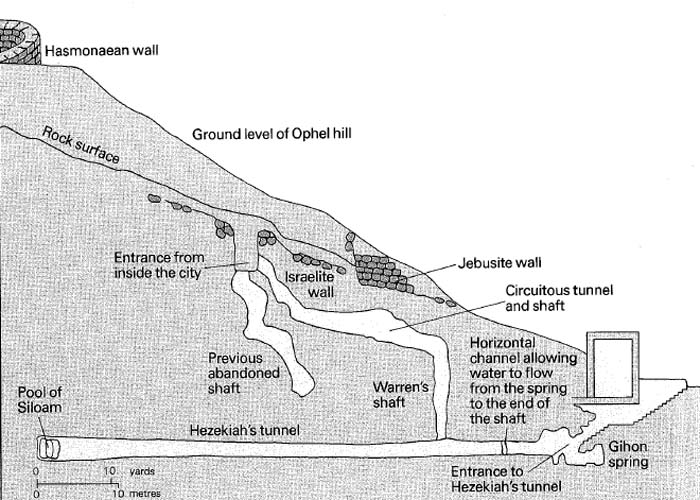 Hasmonaean wall
Ground level of Ophel hill
Rock surface
Entrance from
inside the city
Israelite
wall
Jebusite wall
Circuitous tunnel
and shaft
Previous
abandoned
shaft
Warren's
shaft
Horizontal
channel allowing
water to flow
from the spring
to the end of
the shaft
Pool of
Siloam
Hezekiah's tunnel
Gihon
spring
Entrance to
Hezekiah's tunnel
0 10 yards
0 10 metres